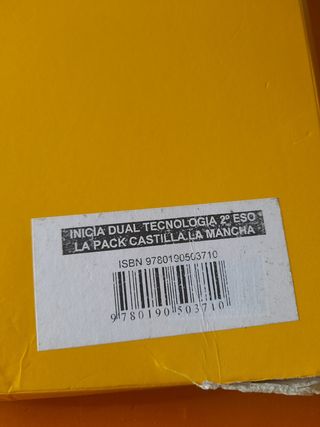 INICIA DUAL TECNOLOGIA 2º ESO
LA PACK CASTILLA.LA MANCHA
ISBN 9780190503710
9 780190 503710